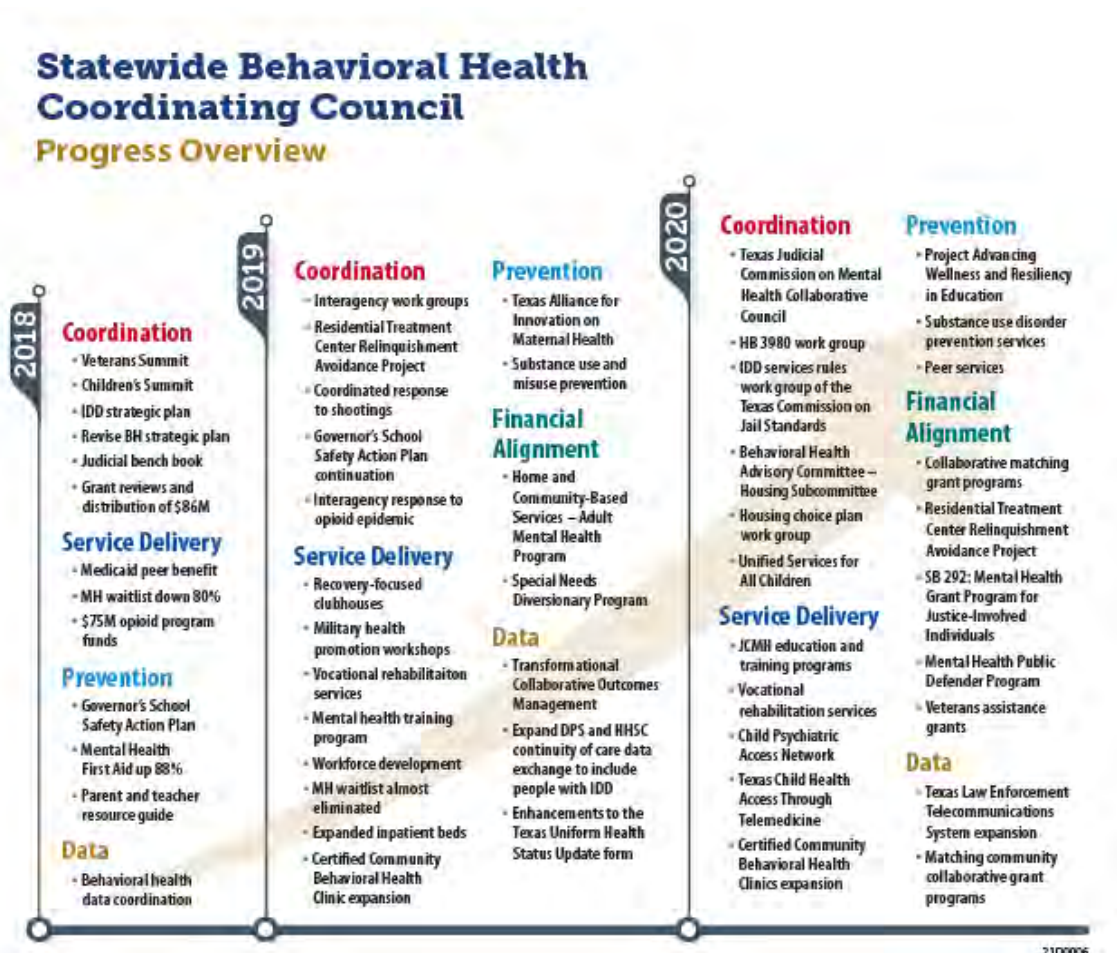 Statewide Behavioral Health
Coordinating Council
Progress Overview
2018
Coordination
• Veterans Summit
• Children's Summit
• IDD strategic plan
• Revise BH strategic plan
• Judicial bench book
• Grant reviews and
distribution of $86M
Service Delivery
• Medicaid peer benefit
• MH waitlist down 80%
• $75M opioid program
funds
Prevention
• Governor's School
Safety Action Plan
• Mental Health
First Aid up 88%
• Parent and teacher
resource guide
Data
• Behavioral health
data coordination
2019
Coordination
• Interagency work groups
• Residential Treatment
Center Relinquishment
Avoidance Project
• Coordinated response
to shootings
• Governor's School
Safety Action Plan
continuation
• Interagency response to
opioid epidemic
Service Delivery
• Recovery-focused
clubhouses
• Military health
promotion workshops
• Vocational rehabilitaiton
services
• Mental health training
program
• Workforce development
• MH waitlist almost
eliminated
• Expanded inpatient beds
• Certified Community
Behavioral Health
Clinic expansion
Prevention
• Texas Alliance for
Innovation on
Maternal Health
• Substance use and
misuse prevention
Financial
Alignment
• Home and
Community-Based
Services – Adult
Mental Health
Program
• Special Needs
Diversionary Program
Data
• Transformational
Collaborative Outcomes
Management
• Expand DPS and HHSC
continuity of care data
exchange to include
people with IDD
• Enhancements to the
Texas Uniform Health
Status Update form
2020
Coordination
• Texas Judicial
Commission on Mental
Health Collaborative
Council
• HB 3980 work group
• IDD services rules
work group of the
Texas Commission on
Jail Standards
• Behavioral Health
Advisory Committee –
Housing Subcommittee
• Housing choice plan
work group
• Unified Services for
All Children
Service Delivery
• JCMH education and
training programs
• Vocational
rehabilitation services
• Child Psychiatric
Access Network
• Texas Child Health
Access Through
Telemedicine
• Certified Community
Behavioral Health
Clinics expansion
Prevention
• Project Advancing
Wellness and Resiliency
in Education
• Substance use disorder
prevention services
• Peer services
Financial
Alignment
• Collaborative matching
grant programs
• Residential Treatment
Center Relinquishment
Avoidance Project
• SB 292: Mental Health
Grant Program for
Justice-Involved
Individuals
• Mental Health Public
Defender Program
• Veterans assistance
grants
Data
• Texas Law Enforcement
Telecommunications
System expansion
• Matching community
collaborative grant
programs